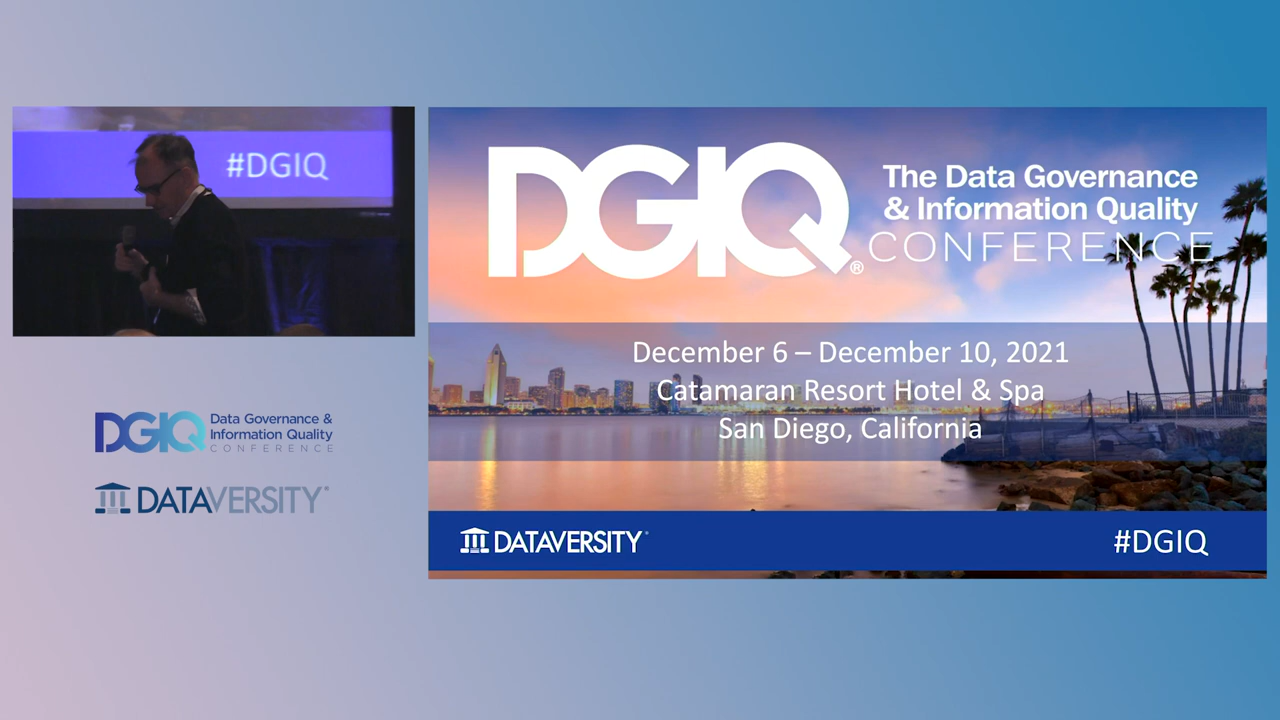 #DGIQ
DGIQ® Data Governance &
Information Quality
CONFERENCE
DATAVERSITY®
DGIQ®
The Data Governance
& Information Quality
CONFERENCE
December 6 – December 10, 2021
Catamaran Resort Hotel & Spa
San Diego, California
DATAVERSITY®
#DGIQ